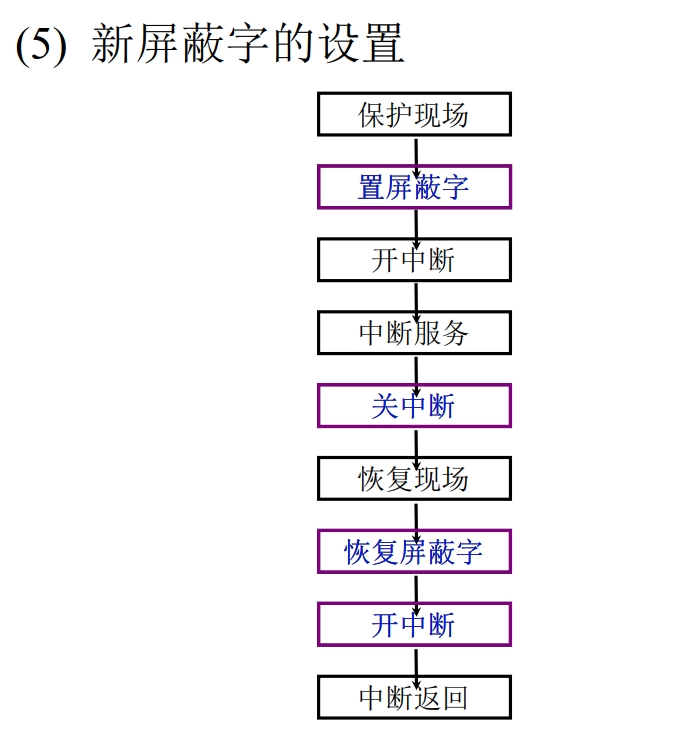 (5) 新屏蔽字的设置
保护现场
置屏蔽字
开中断
中断服务
关中断
恢复现场
恢复屏蔽字
开中断
中断返回